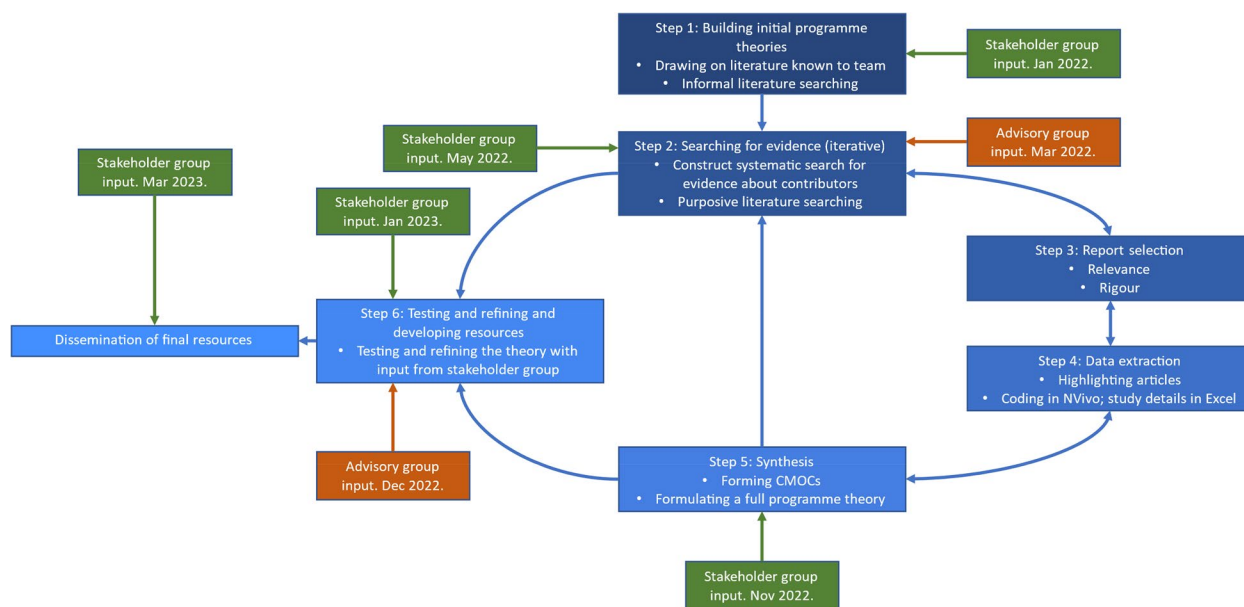 Step 1: Building initial programme
theories
• Drawing on literature known to team
• Informal literature searching
Stakeholder group
input. Jan 2022.
Stakeholder group
input. May 2022.
Step 2: Searching for evidence (iterative)
• Construct systematic search for
evidence about contributors
• Purposive literature searching
Advisory group
input. Mar 2022.
Stakeholder group
input. Mar 2023.
Stakeholder group
input. Jan 2023.
Step 3: Report selection
• Relevance
• Rigour
Dissemination of final resources
Step 6: Testing and refining and
developing resources
• Testing and refining the theory with
input from stakeholder group
Step 4: Data extraction
• Highlighting articles
• Coding in NVivo; study details in Excel
Advisory group
input. Dec 2022.
Step 5: Synthesis
• Forming CMOCs
• Formulating a full programme theory
Stakeholder group
input. Nov 2022.